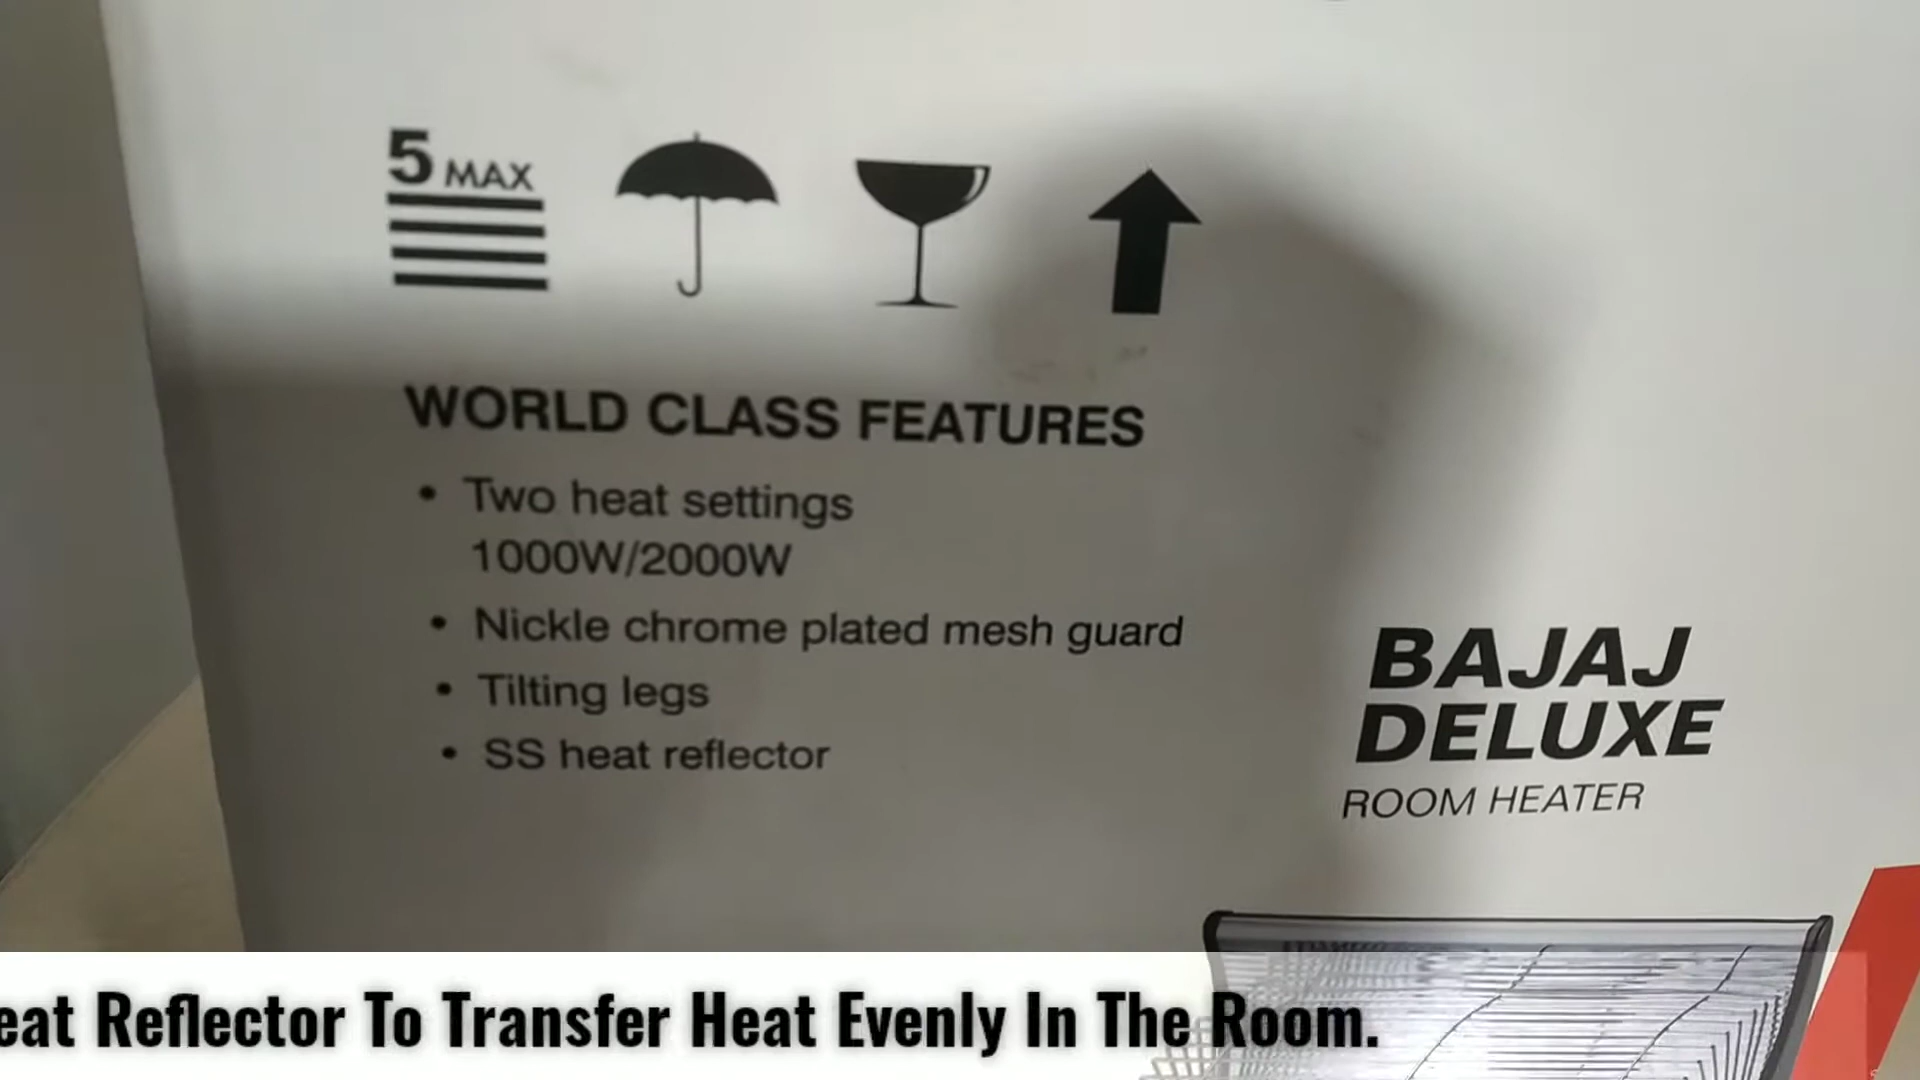 5 MAX
WORLD CLASS FEATURES
• Two heat settings
1000W/2000W
• Nickle chrome plated mesh guard
• Tilting legs
• SS heat reflector
BAJAJ
DELUXE
ROOM HEATER
Reflector To Transfer Heat Evenly In The Room.